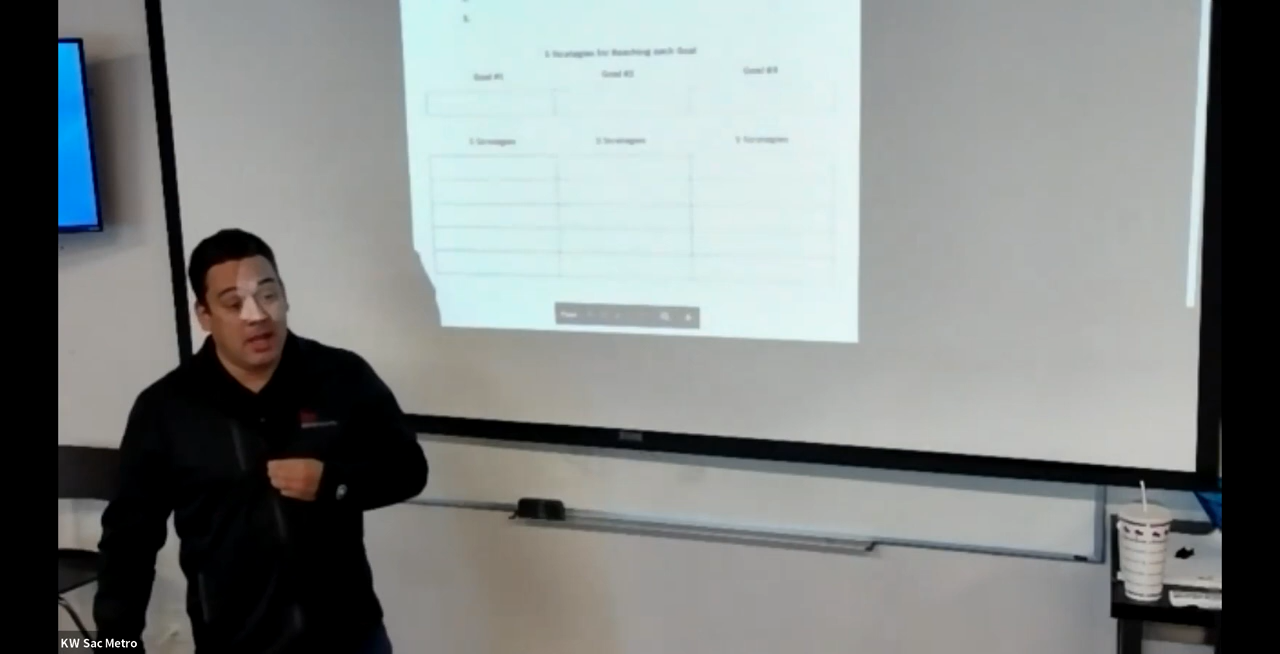 5 Strategies for Reaching each Goal
Goal #1 Goal #2 Goal #3
5 Strategies 5 Strategies 5 Strategies
Page
KW Sac Metro